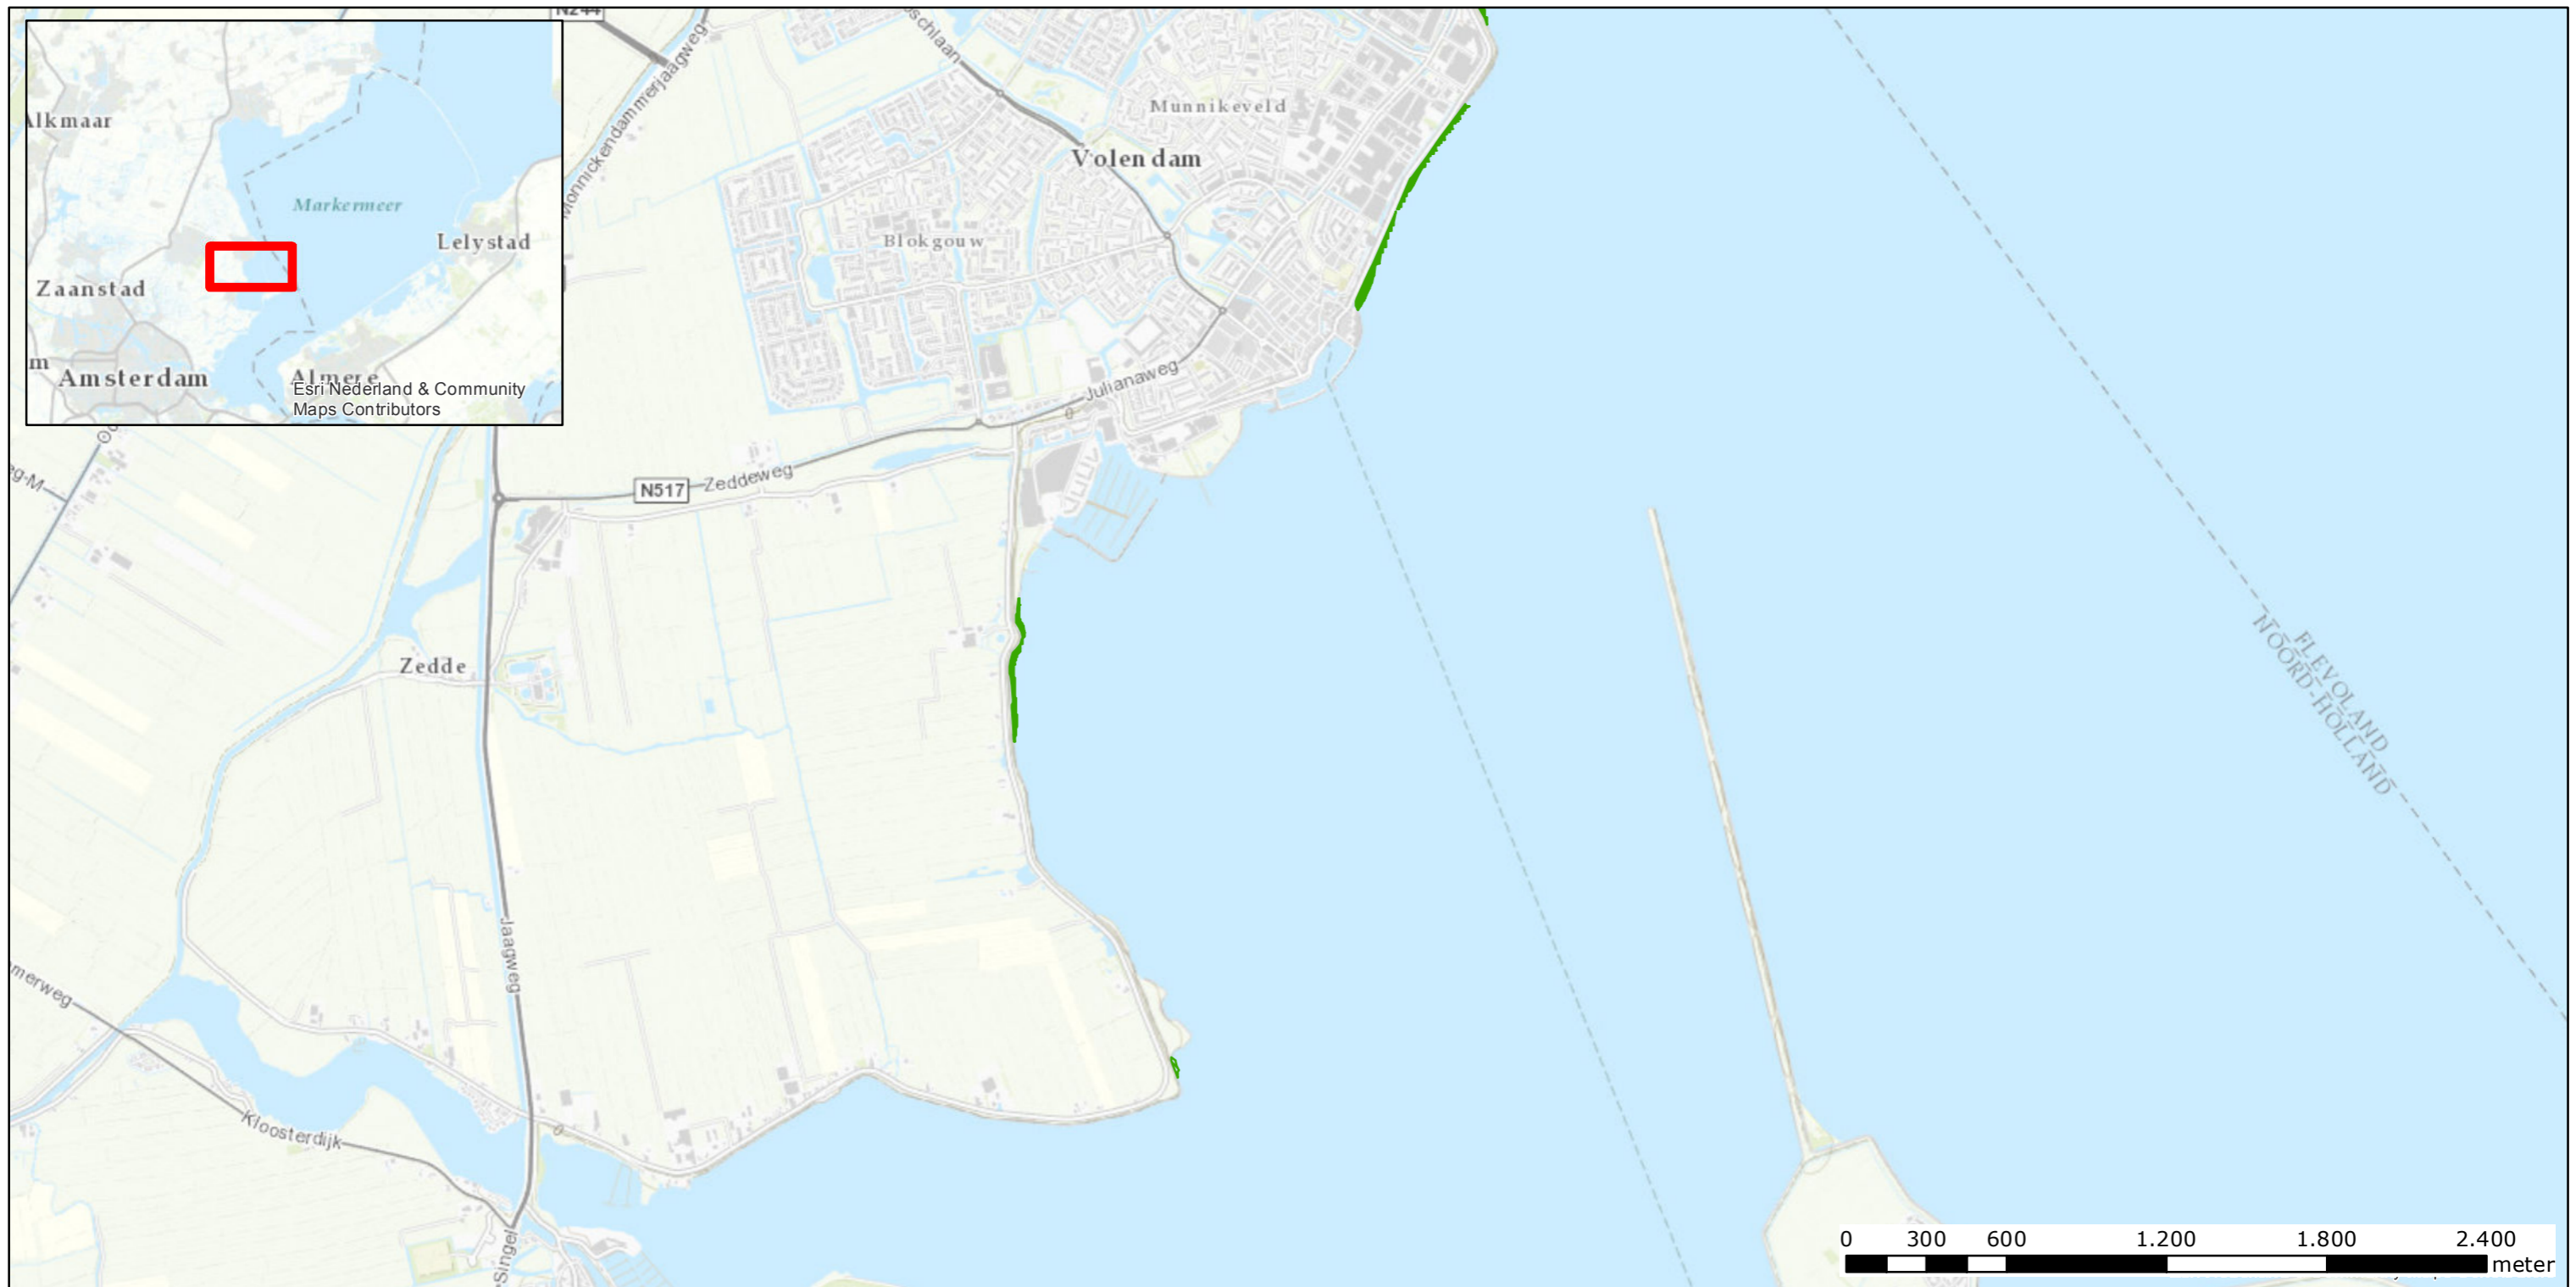 N244
Alkmaar
Markermeer
Lelystad
Zaanstad
Amsterdam
Almere
Esri Nederland & Community
Maps Contributors
Monnickendammerjaagweg
Munnikeveld
Volendam
Blokgouw
Julianaweg
N517
Zeddeweg
Zedde
FLEVOLAND
NOORD-HOLLAND
Jaagweg
Kloosterdijk
Singel
0 300 600 1.200 1.800 2.400
meter